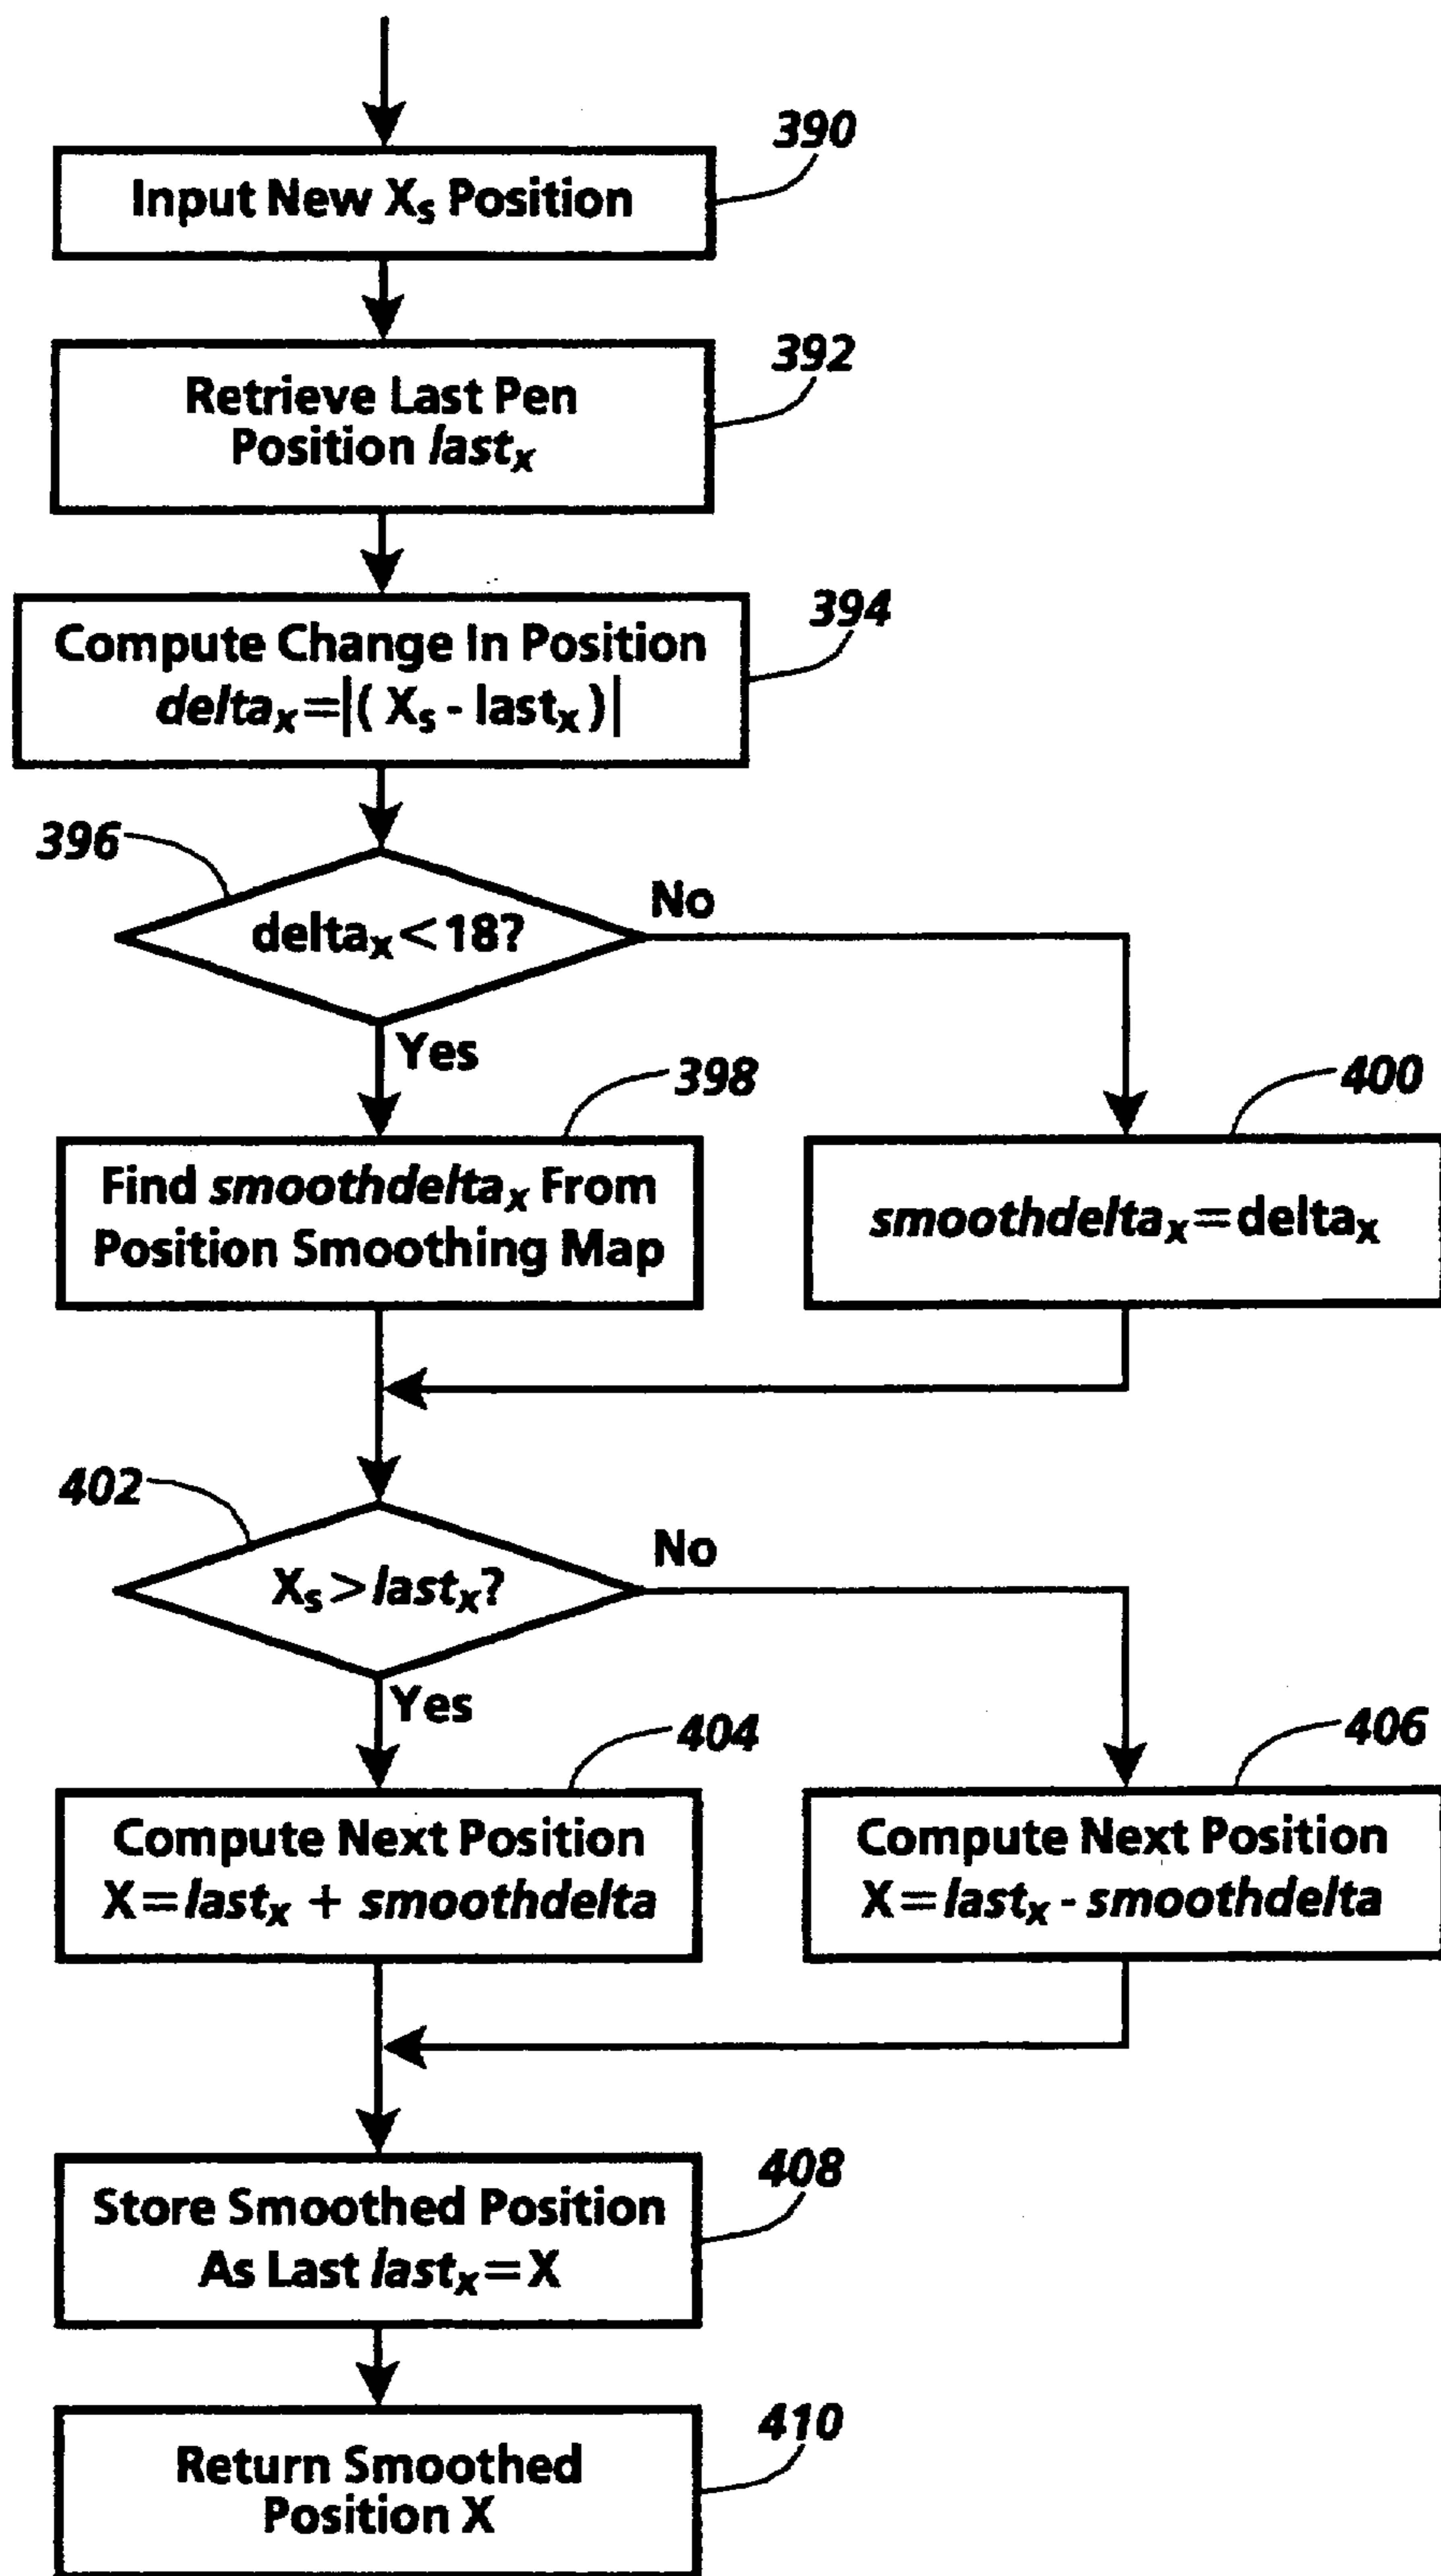 390
Input New Xs Position
392
Retrieve Last Pen
Position lastx
394
Compute Change In Position
deltax=|( Xs - lastx )|
396
deltax<18?
No
Yes
398
400
Find smoothdeltax From
Position Smoothing Map
smoothdeltax=deltax
402
Xs>lastx?
No
Yes
404
406
Compute Next Position
X=lastx + smoothdelta
Compute Next Position
X=lastx - smoothdelta
408
Store Smoothed Position
As Last lastx=X
410
Return Smoothed
Position X